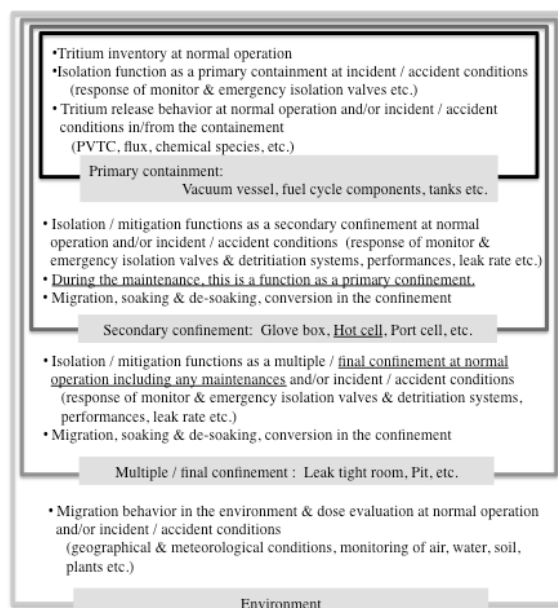 •Tritium inventory at normal operation
•Isolation function as a primary containment at incident / accident conditions
(response of monitor & emergency isolation valves etc.)
• Tritium release behavior at normal operation and/or incident / accident
conditions in/from the containement
(PVTC, flux, chemical species, etc.)
Primary containment:
Vacuum vessel, fuel cycle components, tanks etc.
• Isolation / mitigation functions as a secondary confinement at normal
operation and/or incident / accident conditions (response of monitor &
emergency isolation valves & detritiation systems, performances, leak rate etc.)
• During the maintenance, this is a function as a primary confinement.
• Migration, soaking & de-soaking, conversion in the confinement
Secondary confinement: Glove box, Hot cell, Port cell, etc.
• Isolation / mitigation functions as a multiple / final confinement at normal
operation including any maintenances and/or incident / accident conditions
(response of monitor & emergency isolation valves & detritiation systems,
performances, leak rate etc.)
• Migration, soaking & de-soaking, conversion in the confinement
Multiple / final confinement : Leak tight room, Pit, etc.
• Migration behavior in the environment & dose evaluation at normal operation
and/or incident / accident conditions
(geographical & meteorological conditions, monitoring of air, water, soil,
plants etc.)
Environment